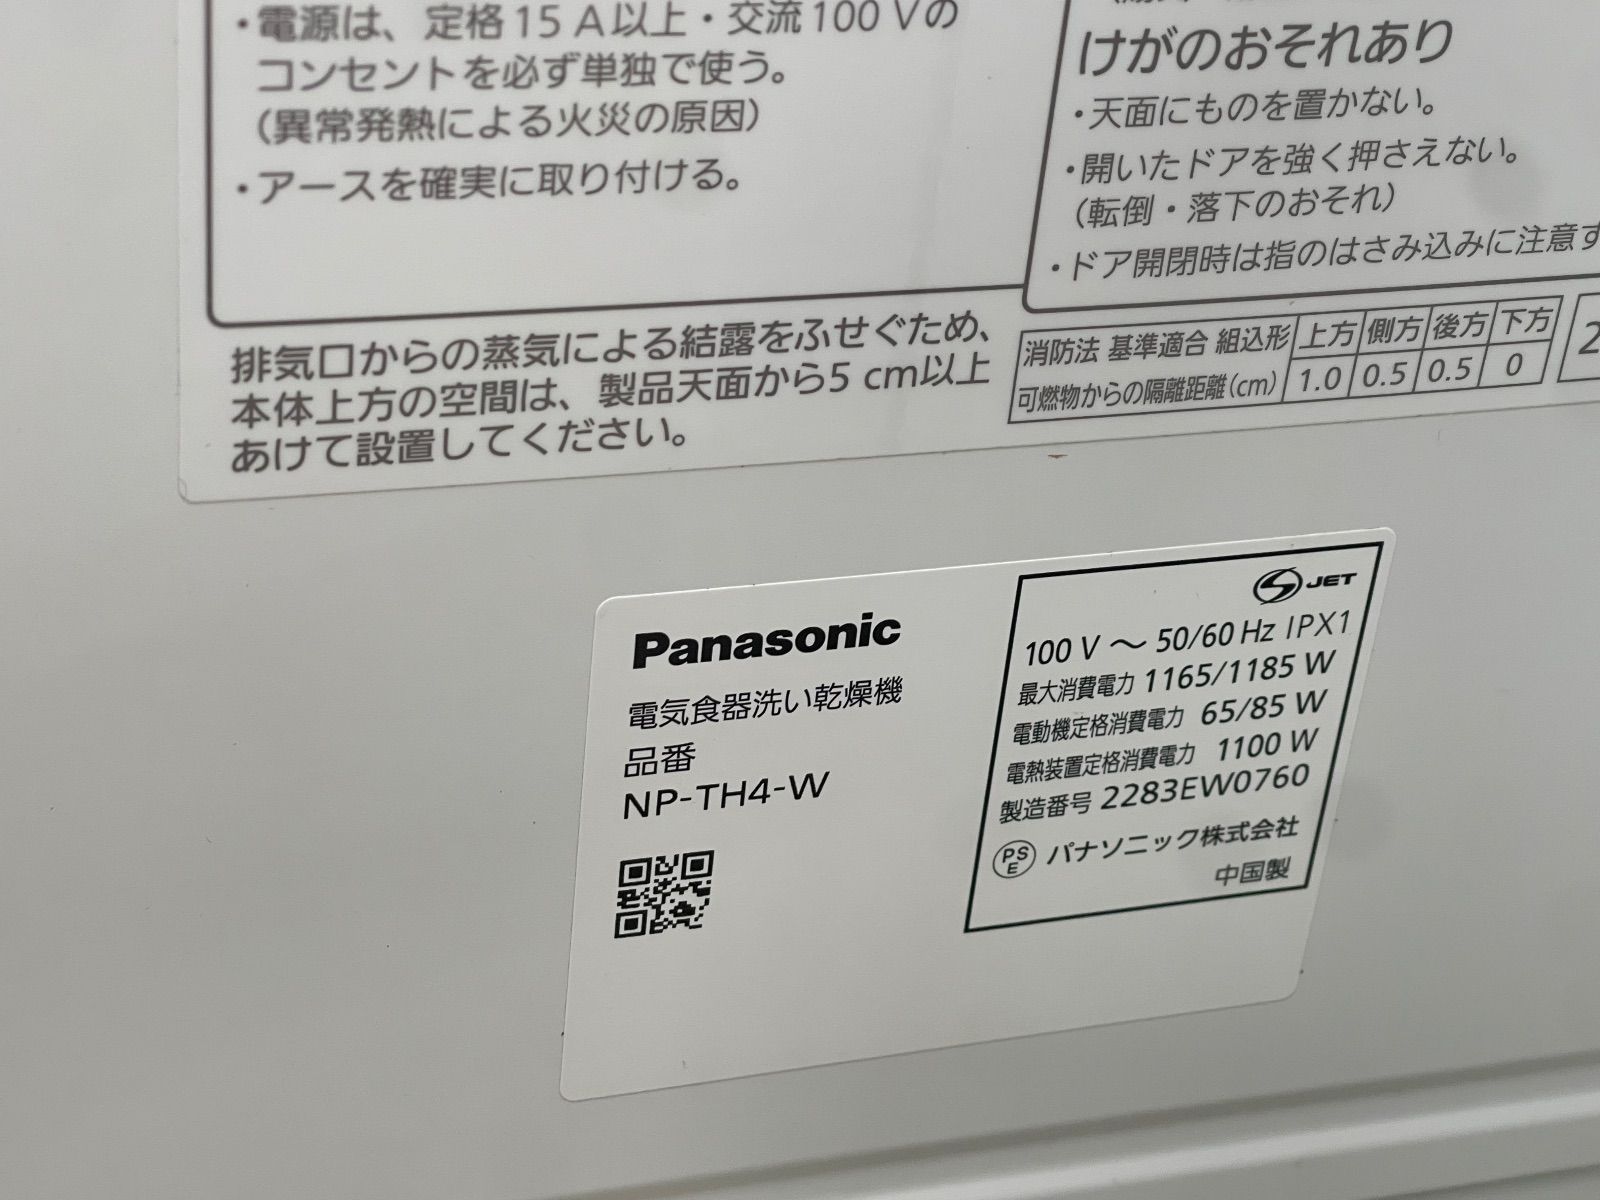 ・電源は、定格15 A以上・交流100 Vの
コンセントを必ず単独で使う。
（異常発熱による火災の原因）
・アースを確実に取り付ける。
けがのおそれあり
・天面にものを置かない。
・開いたドアを強く押さえない。
（転倒・落下のおそれ）
・ドア開閉時は指のはさみ込みに注意す
排気口からの蒸気による結露をふせぐため、
本体上方の空間は、製品天面から5 cm以上
あけて設置してください。
消防法 基準適合 組込形 上方 側方 後方 下方
可燃物からの隔離距離(cm) 1.0 0.5 0.5 0
2
Panasonic
電気食器洗い乾燥機
品番
NP-TH4-W
JET
100 V ～ 50/60 Hz IPX1
最大消費電力 1165/1185 W
電動機定格消費電力 65/85 W
電熱装置定格消費電力 1100 W
製造番号 2283EW0760
PSE パナソニック株式会社
中国製